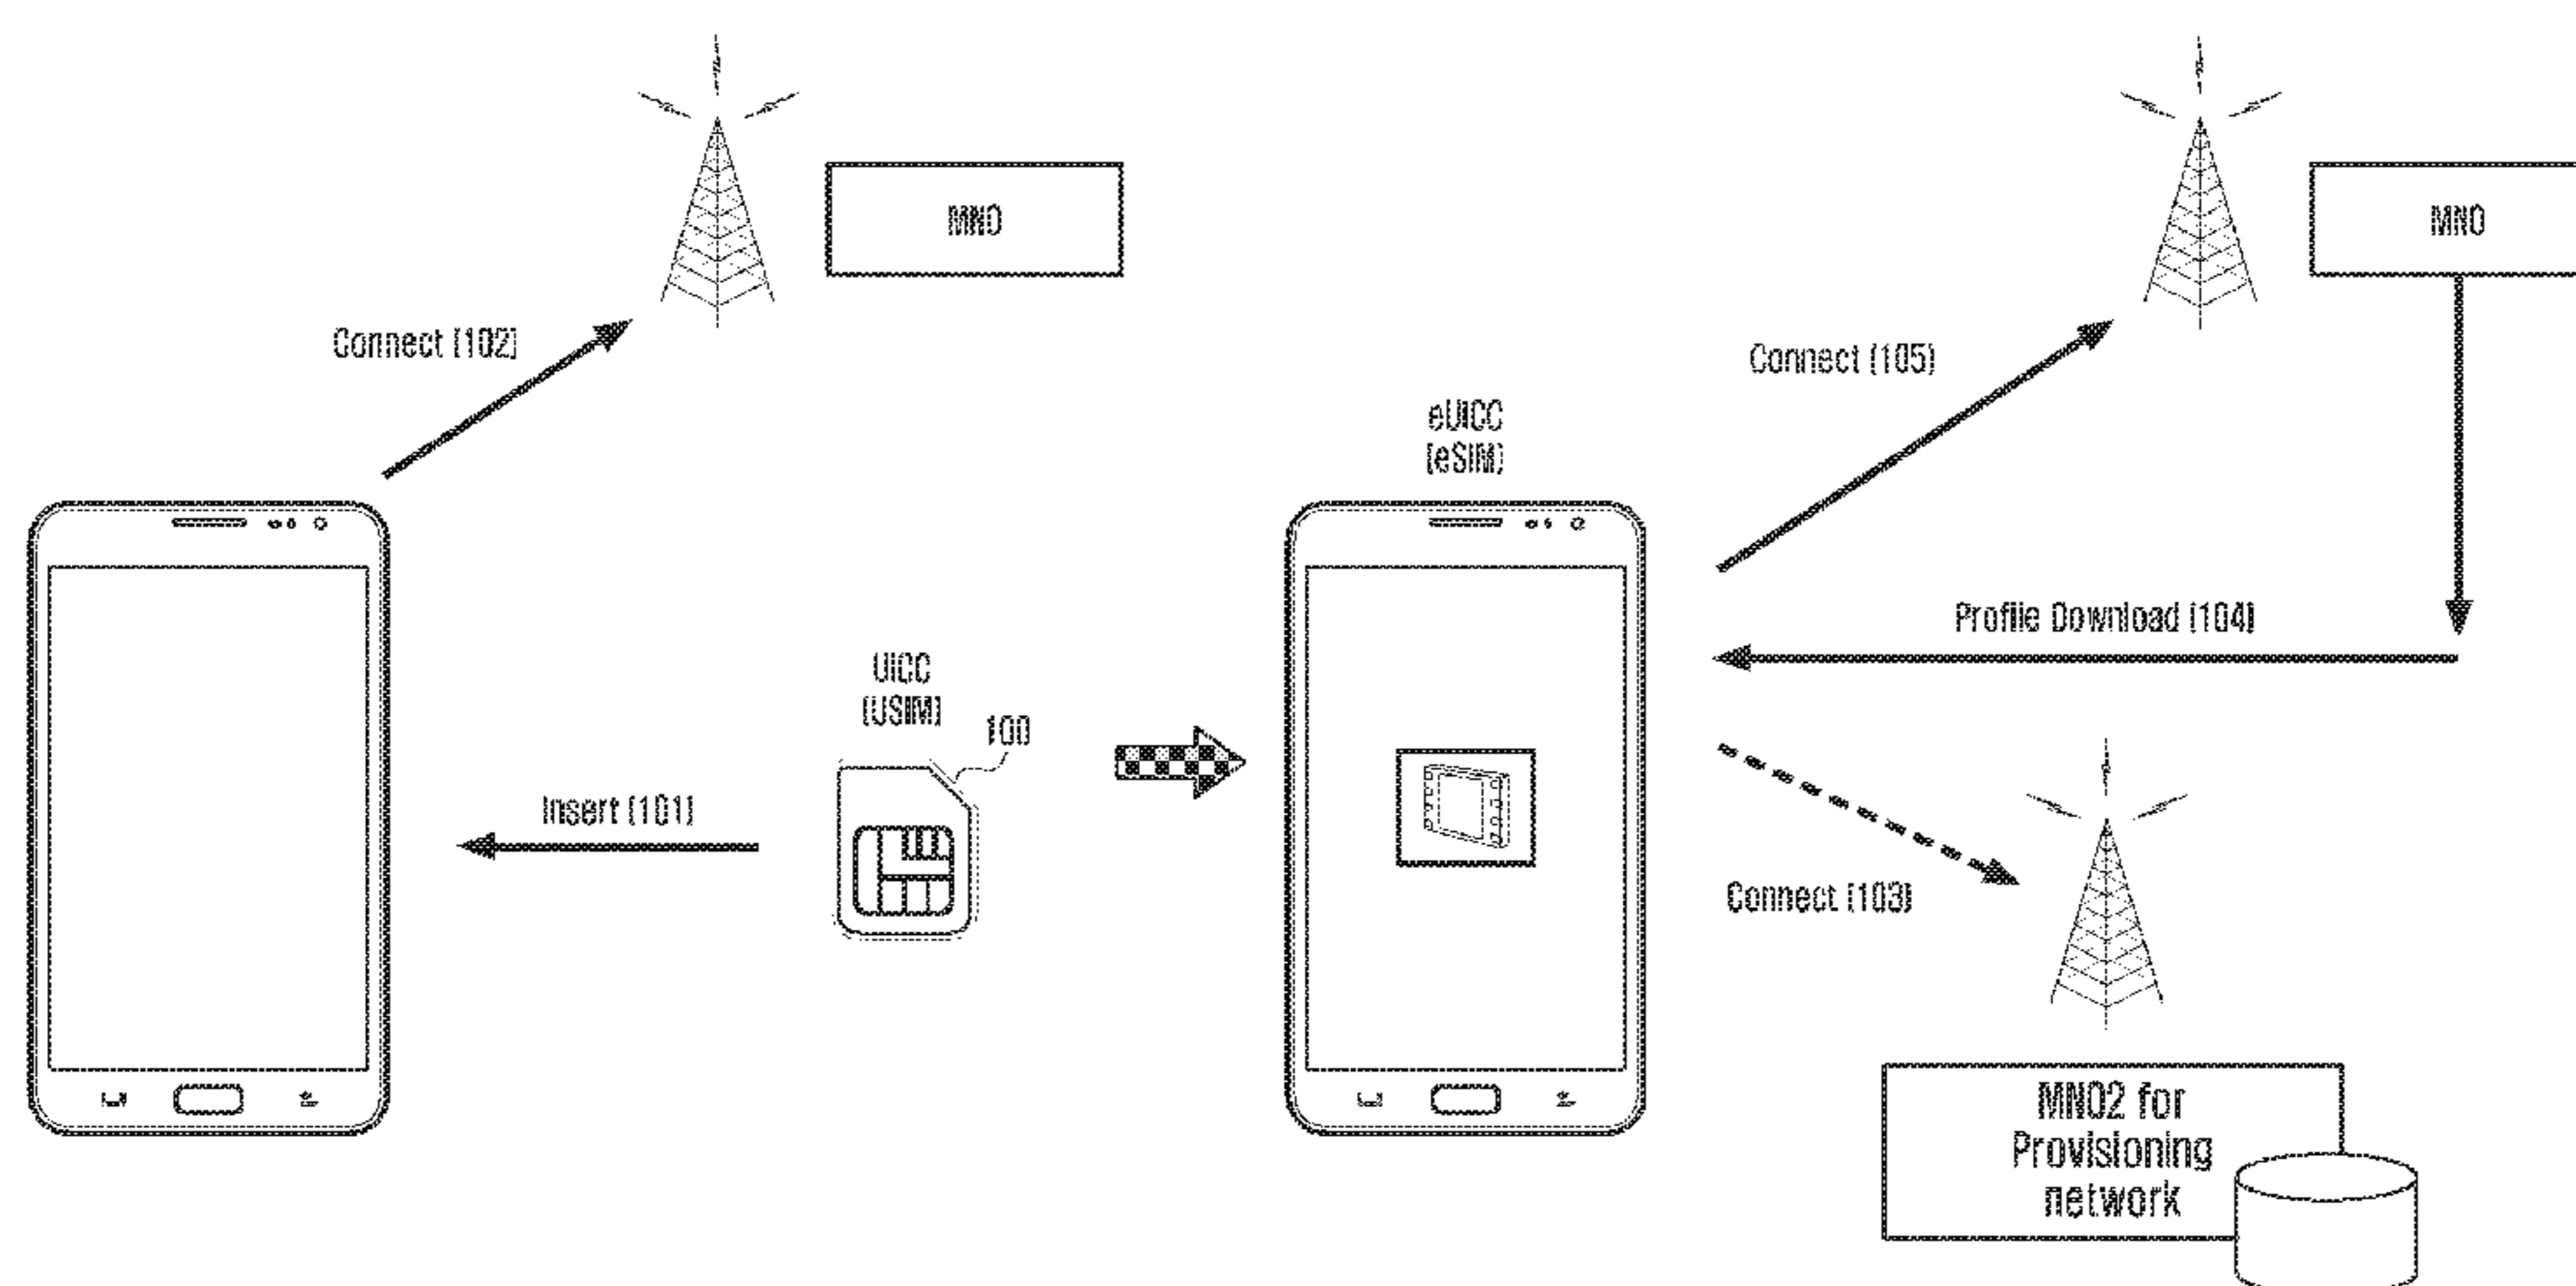 MNO
MNO
Connect (102)
Connect (105)
eUICC
(eSIM)
Profile Download (104)
UICC
(USIM)
100
Insert (101)
Connect (103)
MNO2 for
Provisioning
network